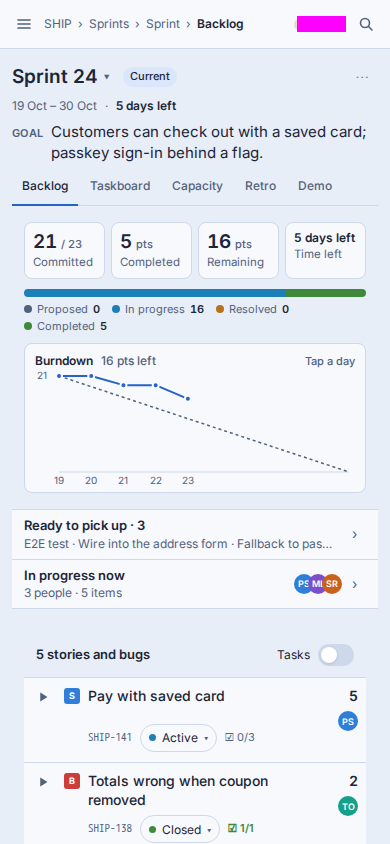 SHIP › Sprints › Sprint › Backlog
Sprint 24 Current
19 Oct – 30 Oct · 5 days left
GOAL Customers can check out with a saved card;
passkey sign-in behind a flag.
Backlog Taskboard Capacity Retro Demo
21 / 23 5 pts 16 pts 5 days left
Committed Completed Remaining Time left
Proposed 0 In progress 16 Resolved 0
Completed 5
Burndown 16 pts left Tap a day
21
19 20 21 22 23
Ready to pick up · 3
E2E test · Wire into the address form · Fallback to pas...
In progress now
3 people · 5 items
PS SR
5 stories and bugs Tasks
S Pay with saved card 5
PS
SHIP-141 Active 0/3
B Totals wrong when coupon 2
removed
TO
SHIP-138 Closed 1/1